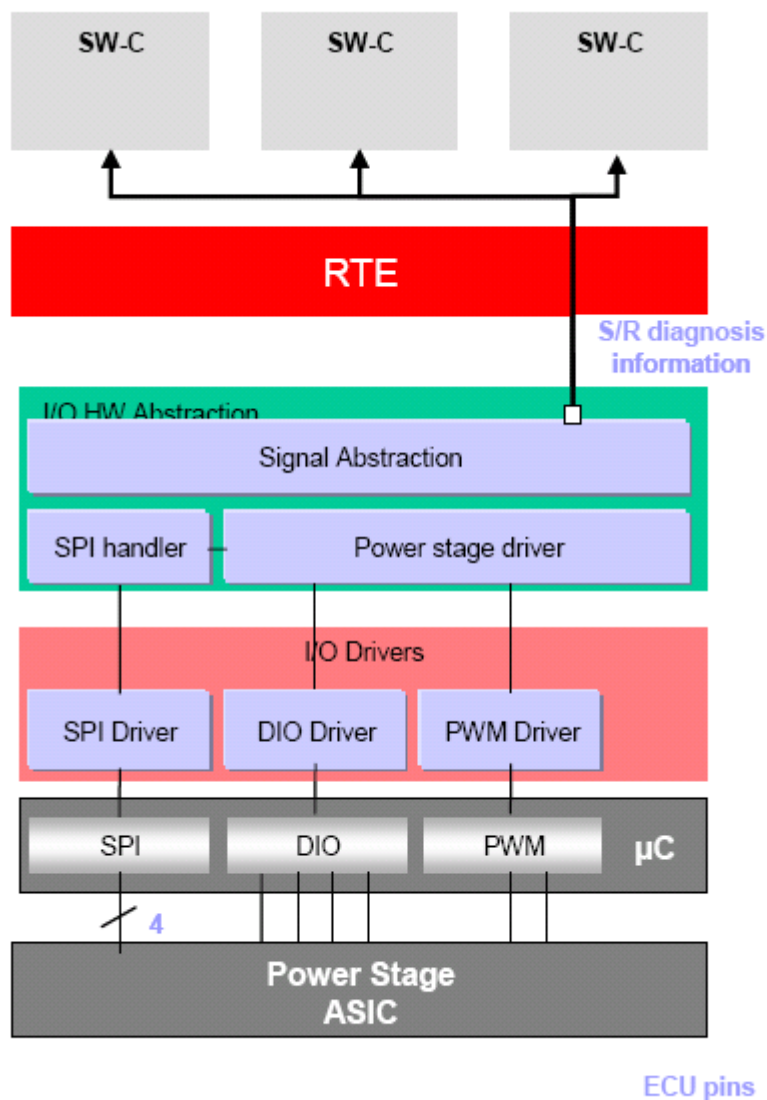 SW-C
SW-C
SW-C
RTE
S/R diagnosis
information
I/O HW Abstraction
Signal Abstraction
SPI handler
Power stage driver
I/O Drivers
SPI Driver
DIO Driver
PWM Driver
SPI
DIO
PWM
µC
4
Power Stage
ASIC
ECU pins